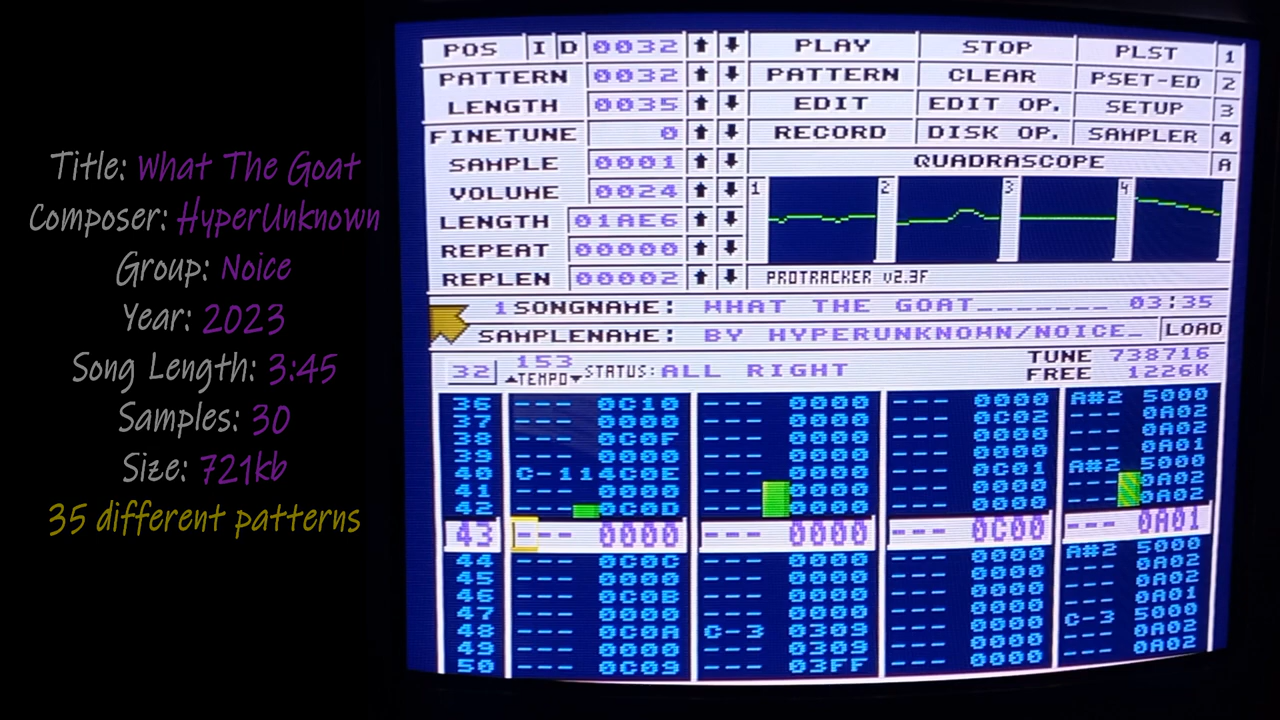 Title: What The Goat
Composer: HyperUnknown
Group: Noice
Year: 2023
Song Length: 3:45
Samples: 30
Size: 721kb
35 different patterns
POS I D 0032 PLAY STOP PLST 1
PATTERN 0032 PATTERN CLEAR PSET-ED 2
LENGTH 0035 EDIT EDIT OP. SETUP 3
FINETUNE 0 RECORD DISK OP. SAMPLER 4
SAMPLE 0001 QUADRASCOPE A
VOLUME 0024 1 2 3 4
LENGTH 01AE6
REPEAT 00000
REPLEN 00002 PROTRACKER v2.3F
1 SONGNAME: WHAT THE GOAT_______ 03:35
SAMPLENAME: BY HYPERUNKNOWN/NOICE_ LOAD
32 153 TEMPO STATUS: ALL RIGHT TUNE 738716
FREE 1226K
36 --- 0C10 --- 0000 --- 0000 A#2 5000
37 --- 0000 --- 0000 --- 0C02 --- 0A02
38 --- 0C0F --- 0000 --- 0000 --- 0A02
39 --- 0000 --- 0000 --- 0000 --- 0A01
40 C-114C0E --- 0000 --- 0C01 A#2 5000
41 --- 0000 --- 0000 --- 0000 --- 0A02
42 --- 0C0D --- 0000 --- 0000 --- 0A02
43 --- 0000 --- 0000 --- 0C00 --- 0A01
44 --- 0C0C --- 0000 --- 0000 A#2 5000
45 --- 0000 --- 0000 --- 0000 --- 0A02
46 --- 0C0B --- 0000 --- 0000 --- 0A02
47 --- 0000 --- 0000 --- 0000 --- 0A01
48 --- 0C0A C-3 0309 --- 0000 C-3 5000
49 --- 0000 --- 0309 --- 0000 --- 0A02
50 --- 0C09 --- 03FF --- 0000 --- 0A02